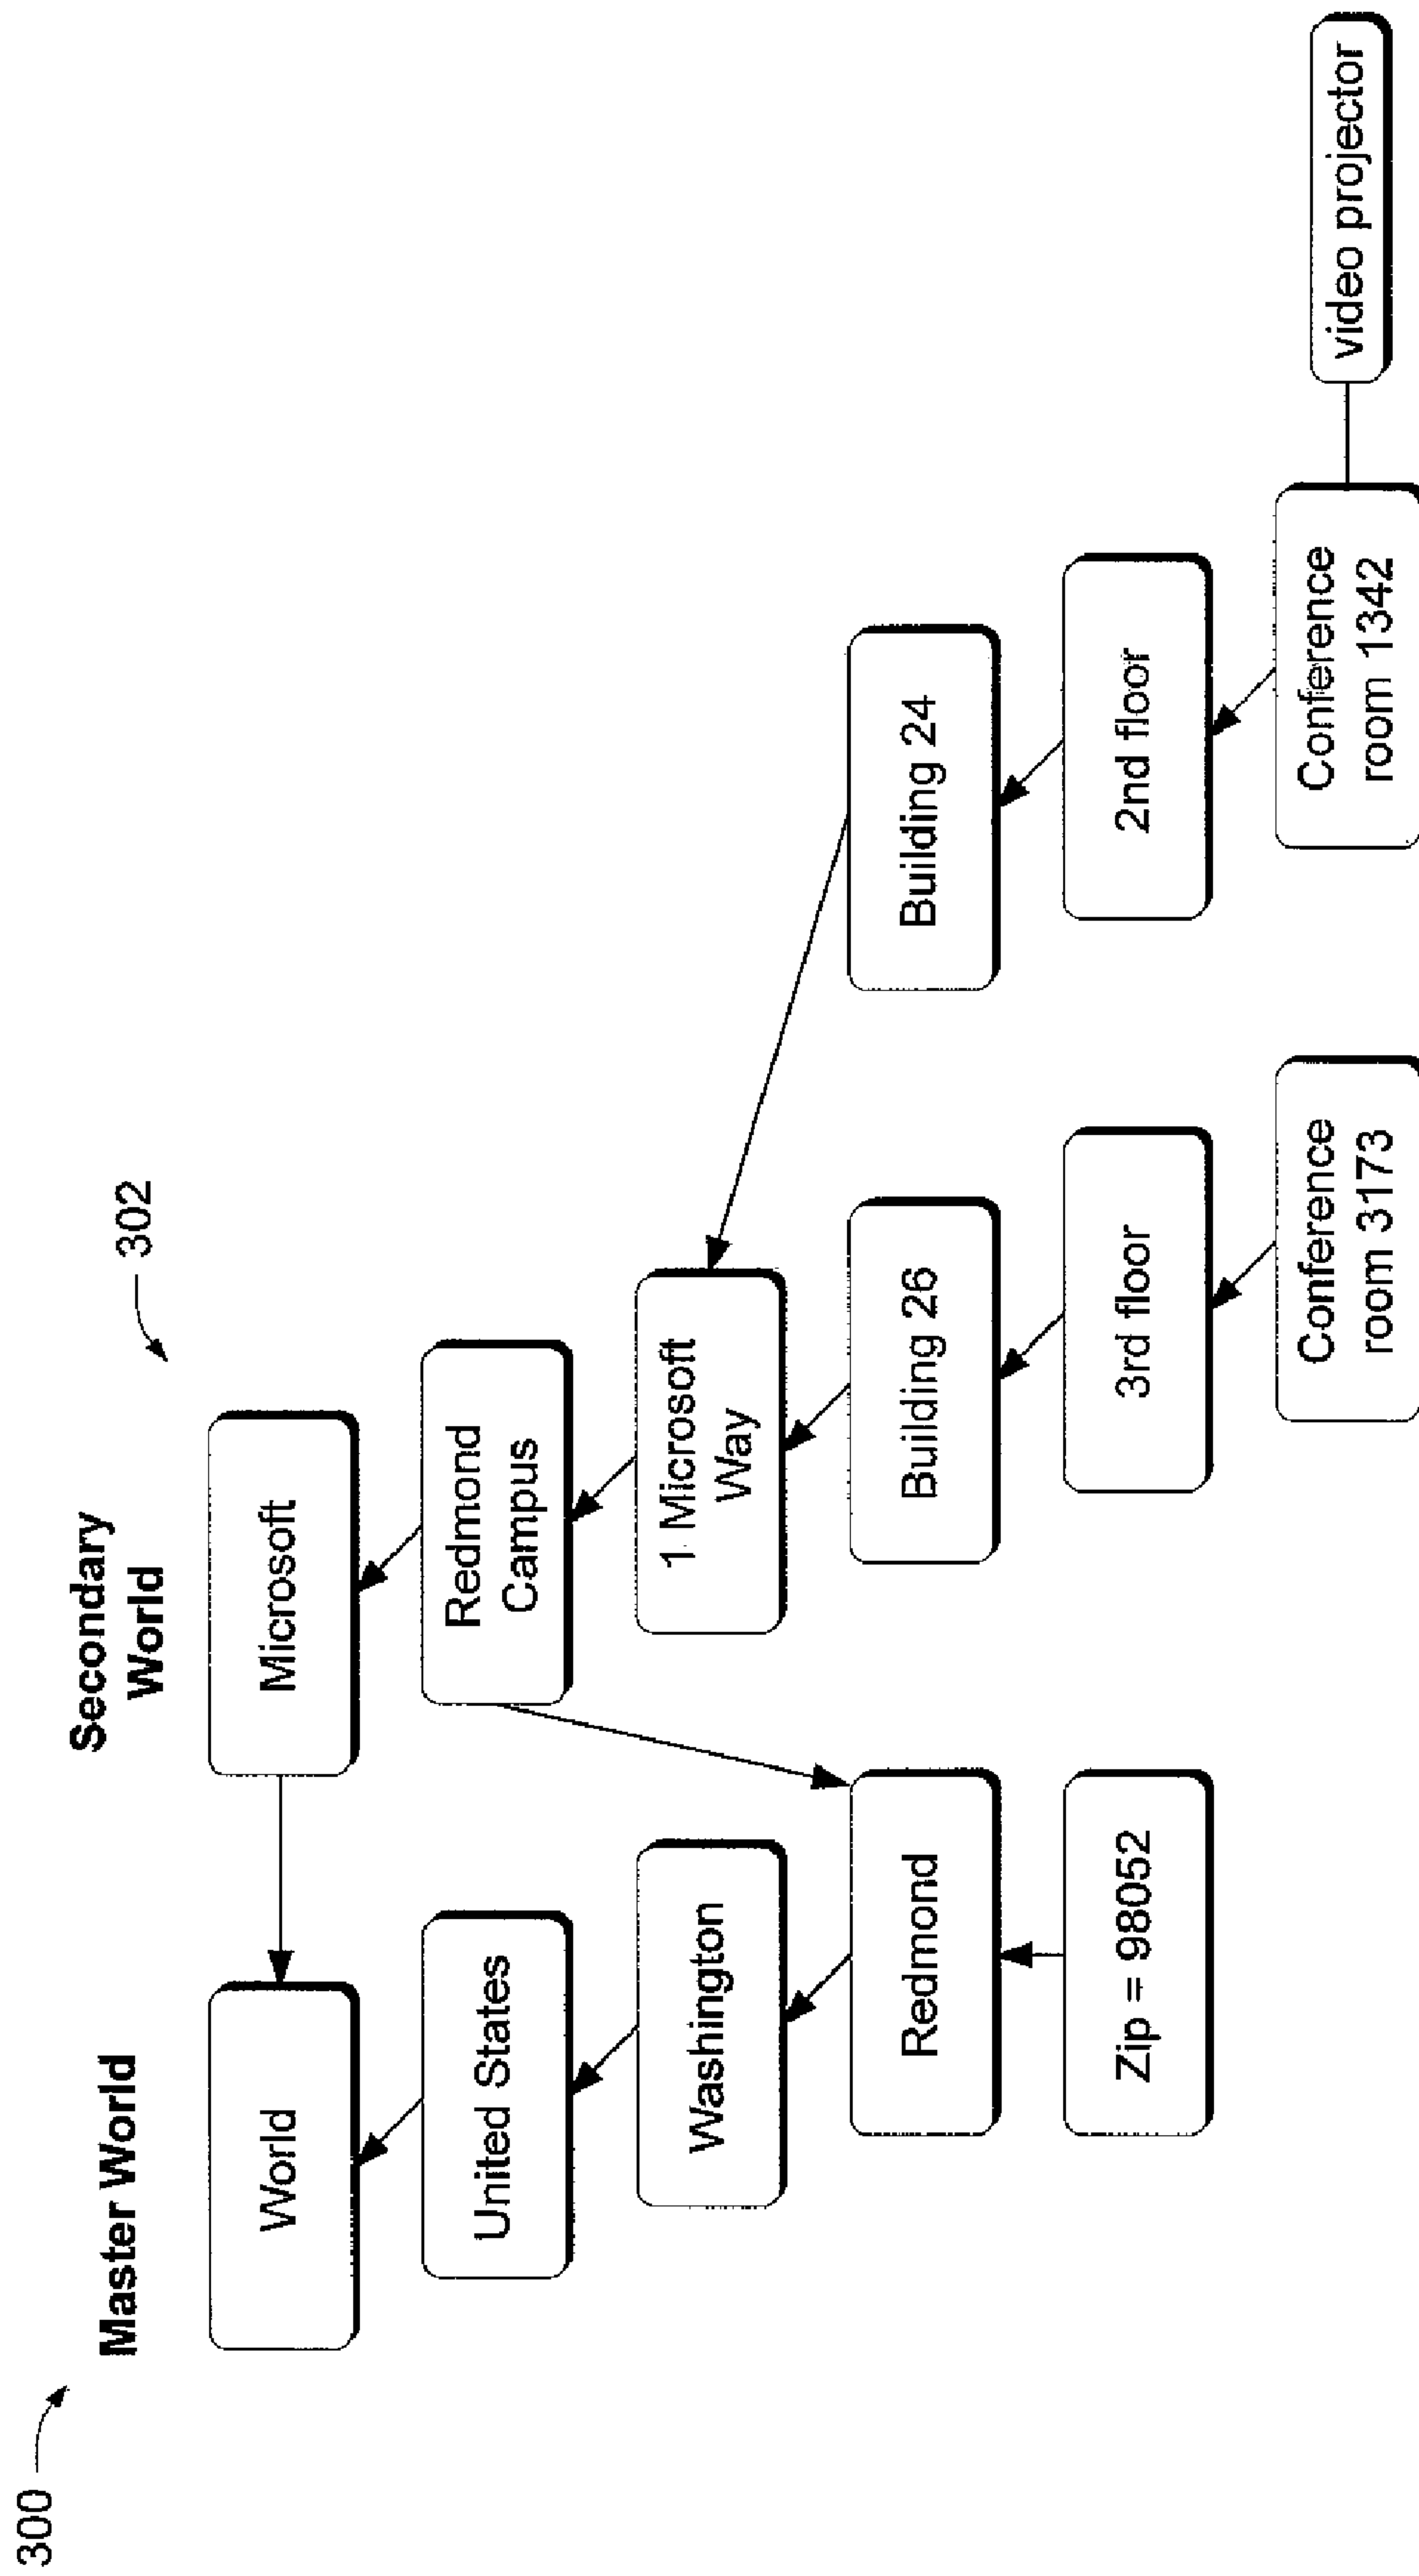 300
Master World
Secondary
World
302
World
Microsoft
United States
Redmond
Campus
Washington
1 Microsoft
Way
Redmond
Building 26
Building 24
Zip = 98052
3rd floor
2nd floor
Conference
room 3173
Conference
room 1342
video projector